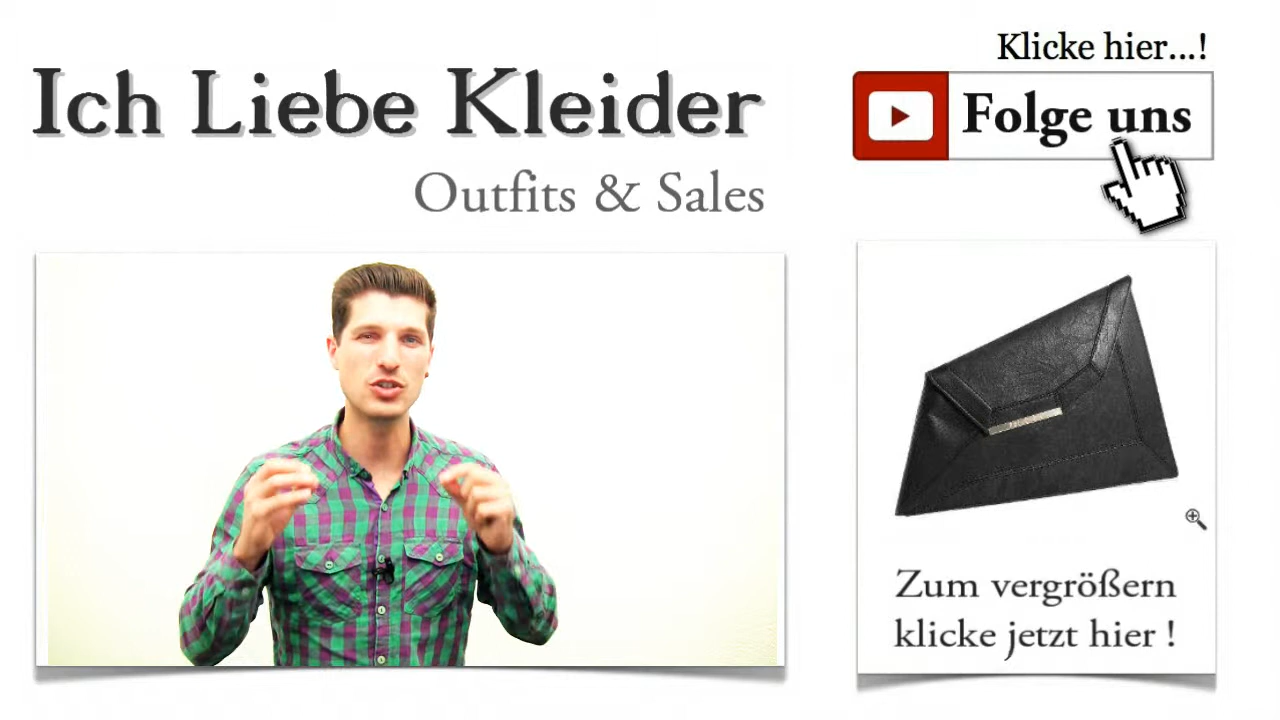 Ich Liebe Kleider
Outfits & Sales
Klicke hier...!
Folge uns
Zum vergrößern
klicke jetzt hier !